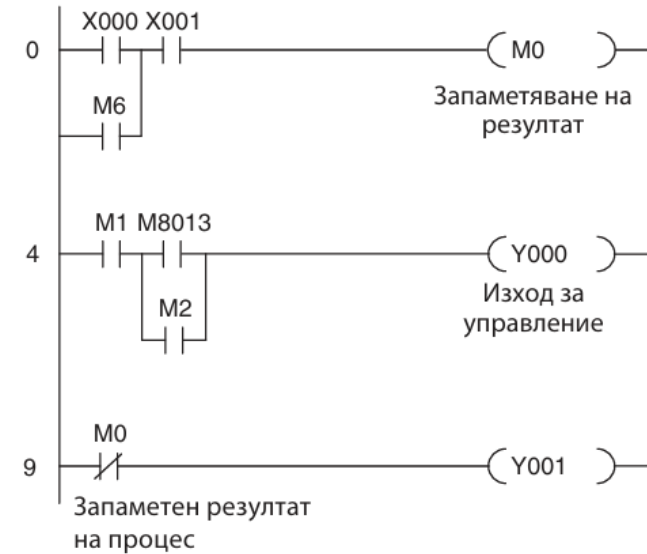 X000 X001
0 M0
M6
Запаметяване на
резултат
M1 M8013
4 Y000
M2
Изход за
управление
M0
9 Y001
Запаметен резултат
на процес